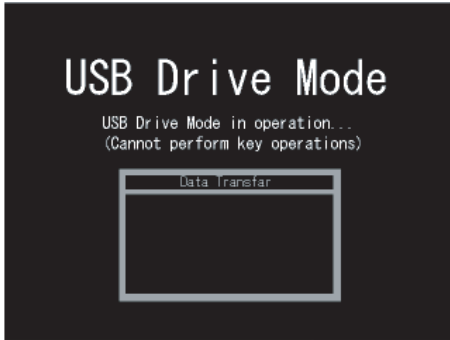 USB Drive Mode
USB Drive Mode in operation...
(Cannot perform key operations)
Data Transfar